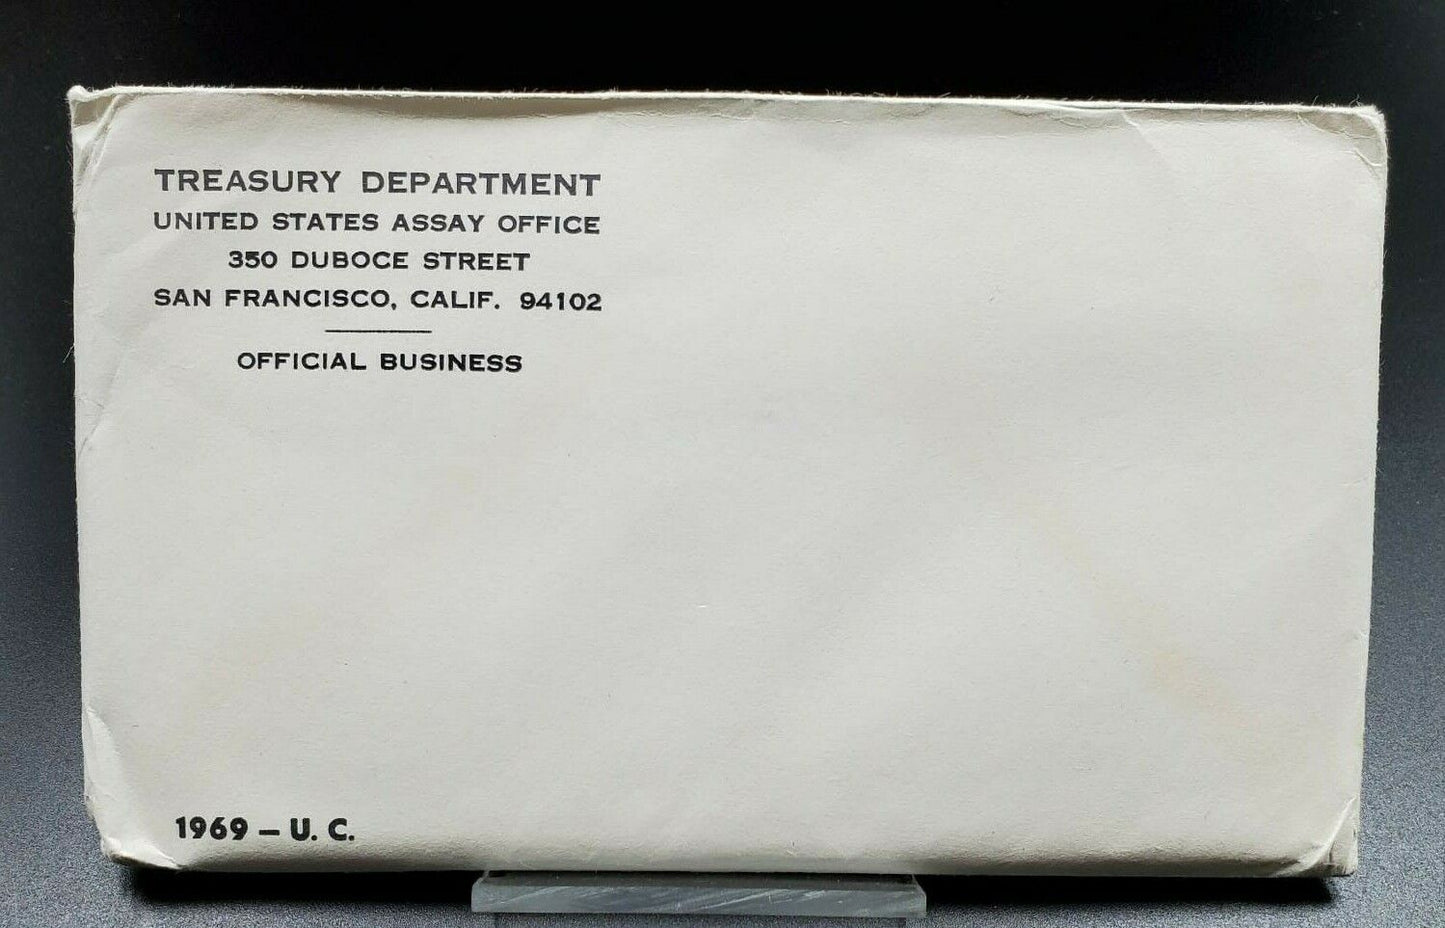 TREASURY DEPARTMENT
UNITED STATES ASSAY OFFICE
350 DUBOCE STREET
SAN FRANCISCO, CALIF. 94102
OFFICIAL BUSINESS
1969 – U. C.